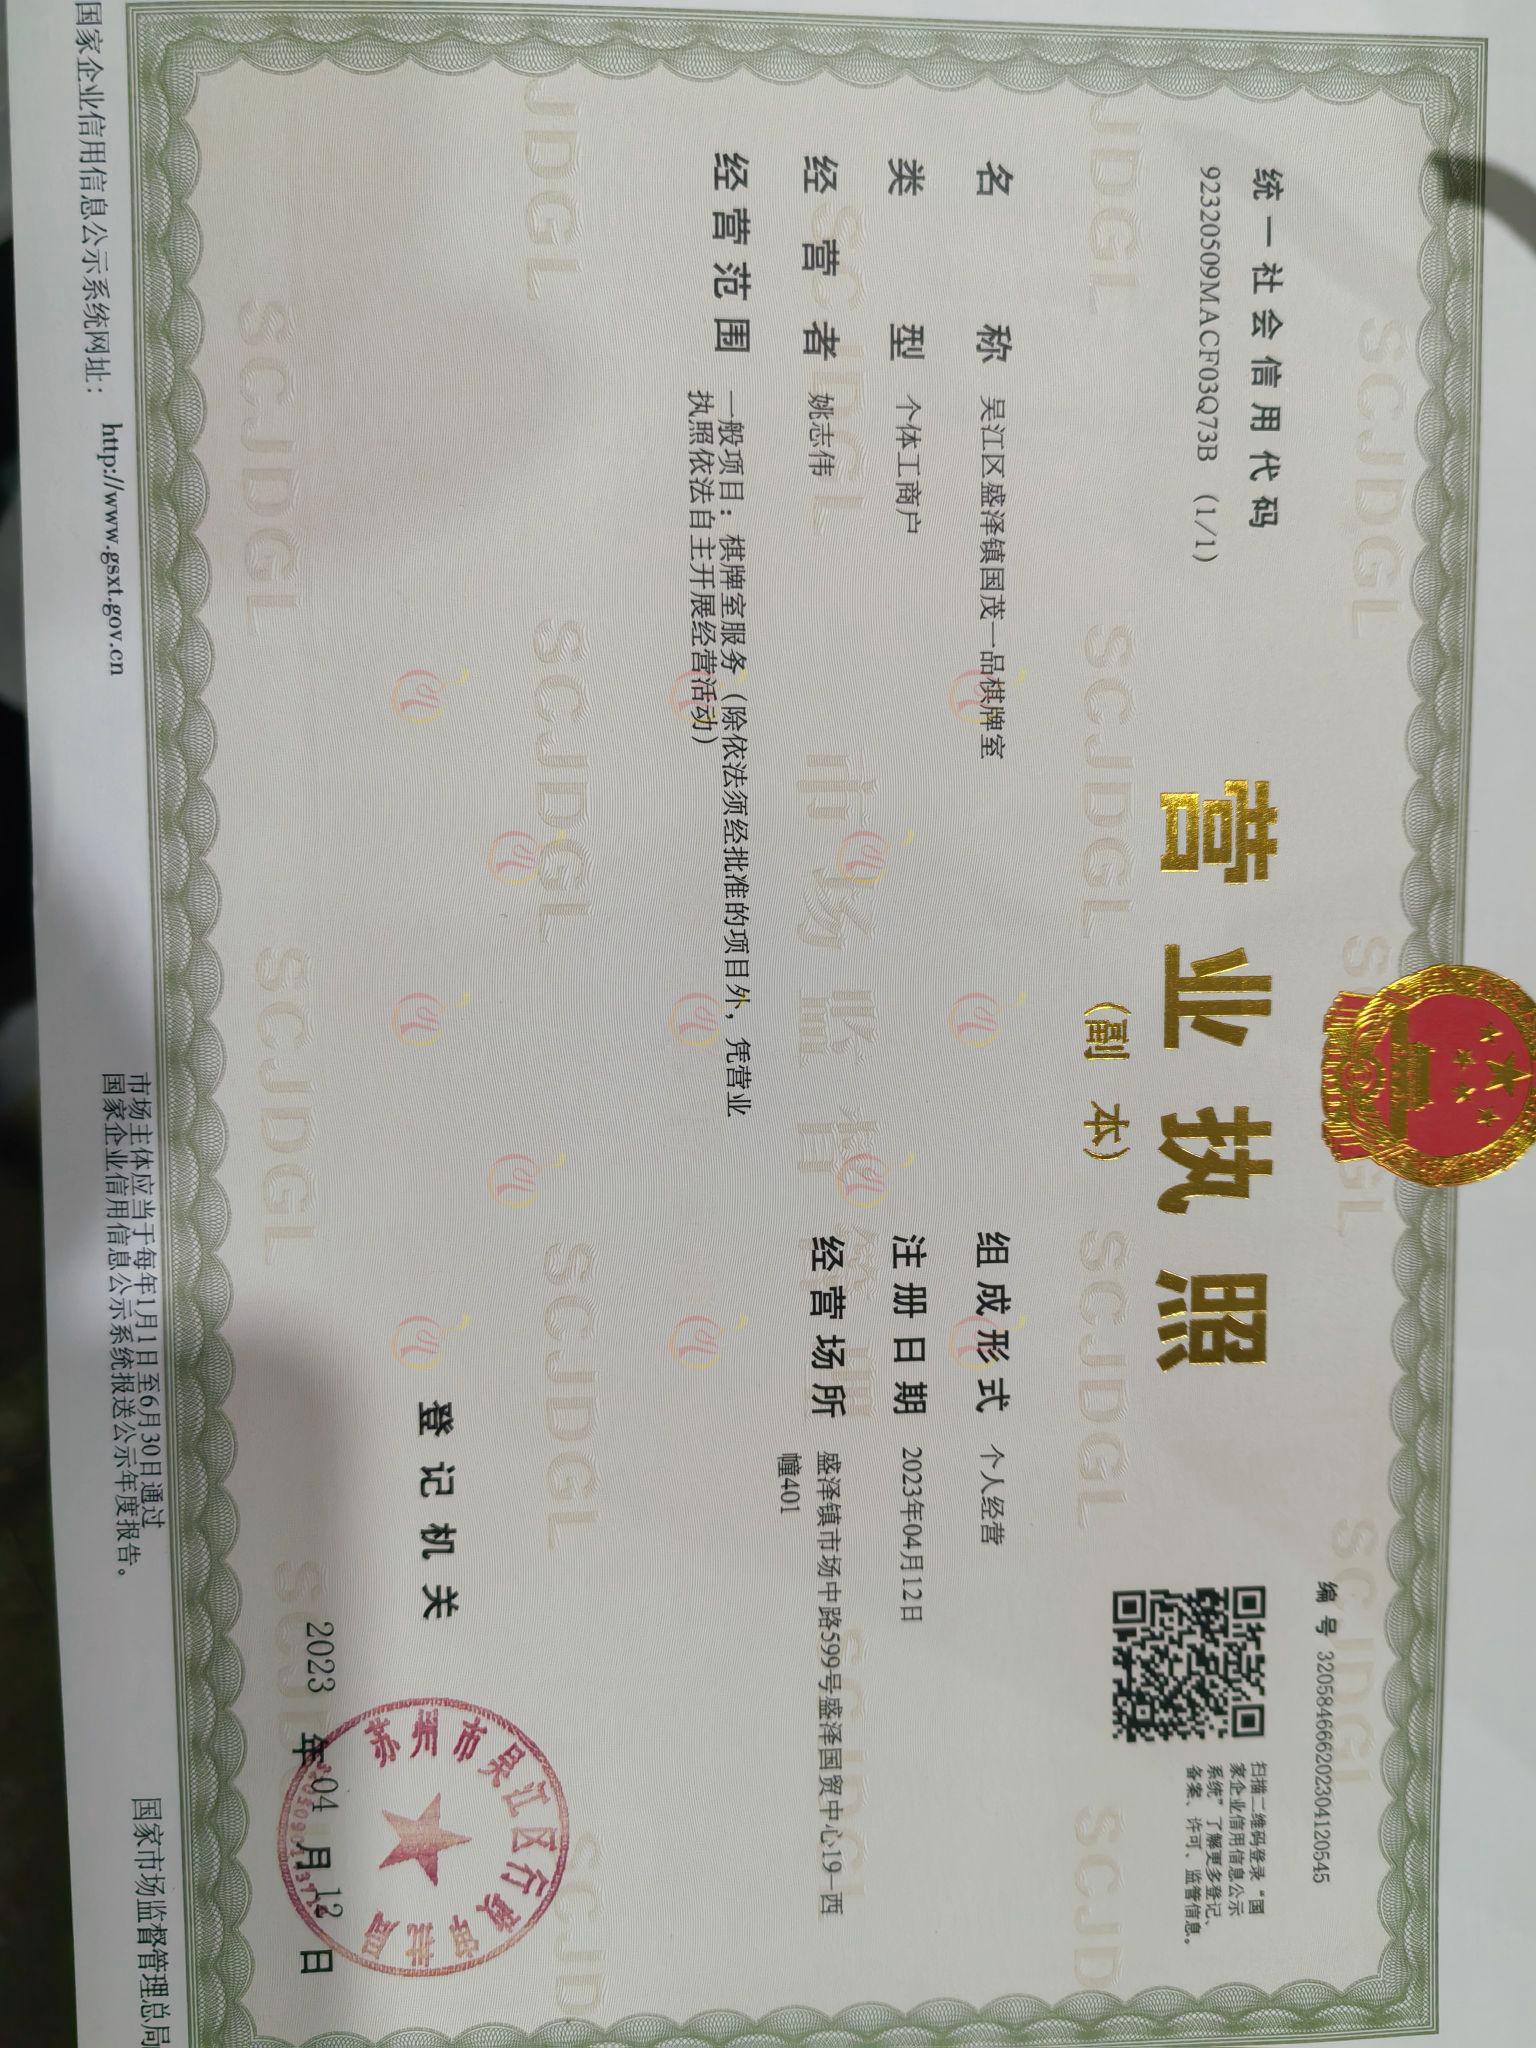 编号 320584666202304120545
统一社会信用代码
92320509MACF03Q73B (1/1)
营业执照
(副本)
扫描二维码登录“国
家企业信用信息公示
系统”了解更多登记、
备案、许可、监管信息。
名称 吴江区盛泽镇国茂一品棋牌室
类型 个体工商户
经营者 姚志伟
经营范围 一般项目：棋牌室服务（除依法须经批准的项目外，凭营业
执照依法自主开展经营活动）
组成形式 个人经营
注册日期 2023年04月12日
经营场所 盛泽镇市场中路599号盛泽国贸中心19-西
幢401
登记机关
苏州市吴江区行政审批局
2023 年 04 月 12 日
国家企业信用信息公示系统网址： http://www.gsxt.gov.cn
市场主体应当于每年1月1日至6月30日通过
国家企业信用信息公示系统报送公示年度报告。
国家市场监督管理总局
SCJDGL
市场监督管理